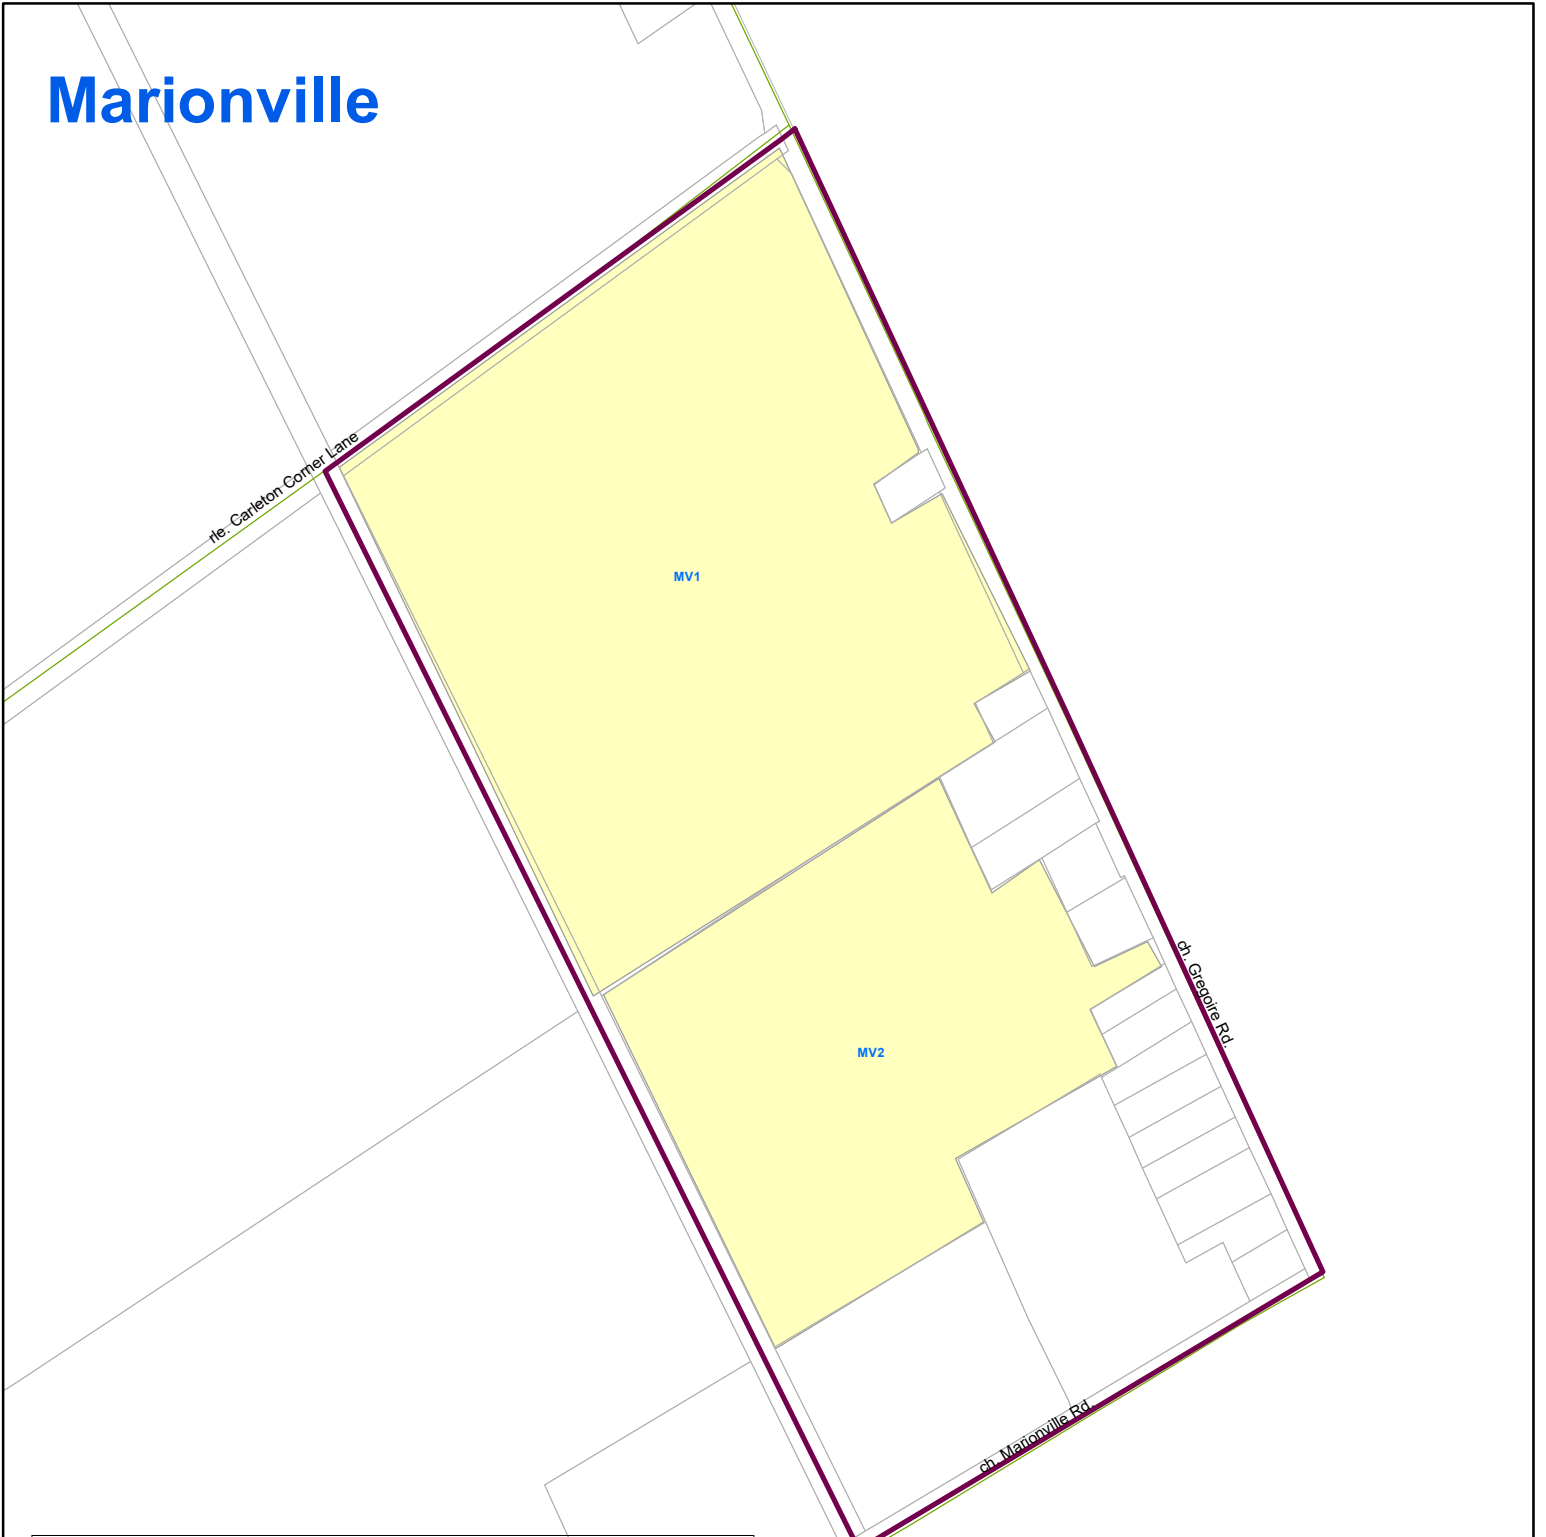 Marionville
rle. Carleton Corner Lane
MV1
ch. Gregoire Rd.
MV2
ch. Marionville Rd.